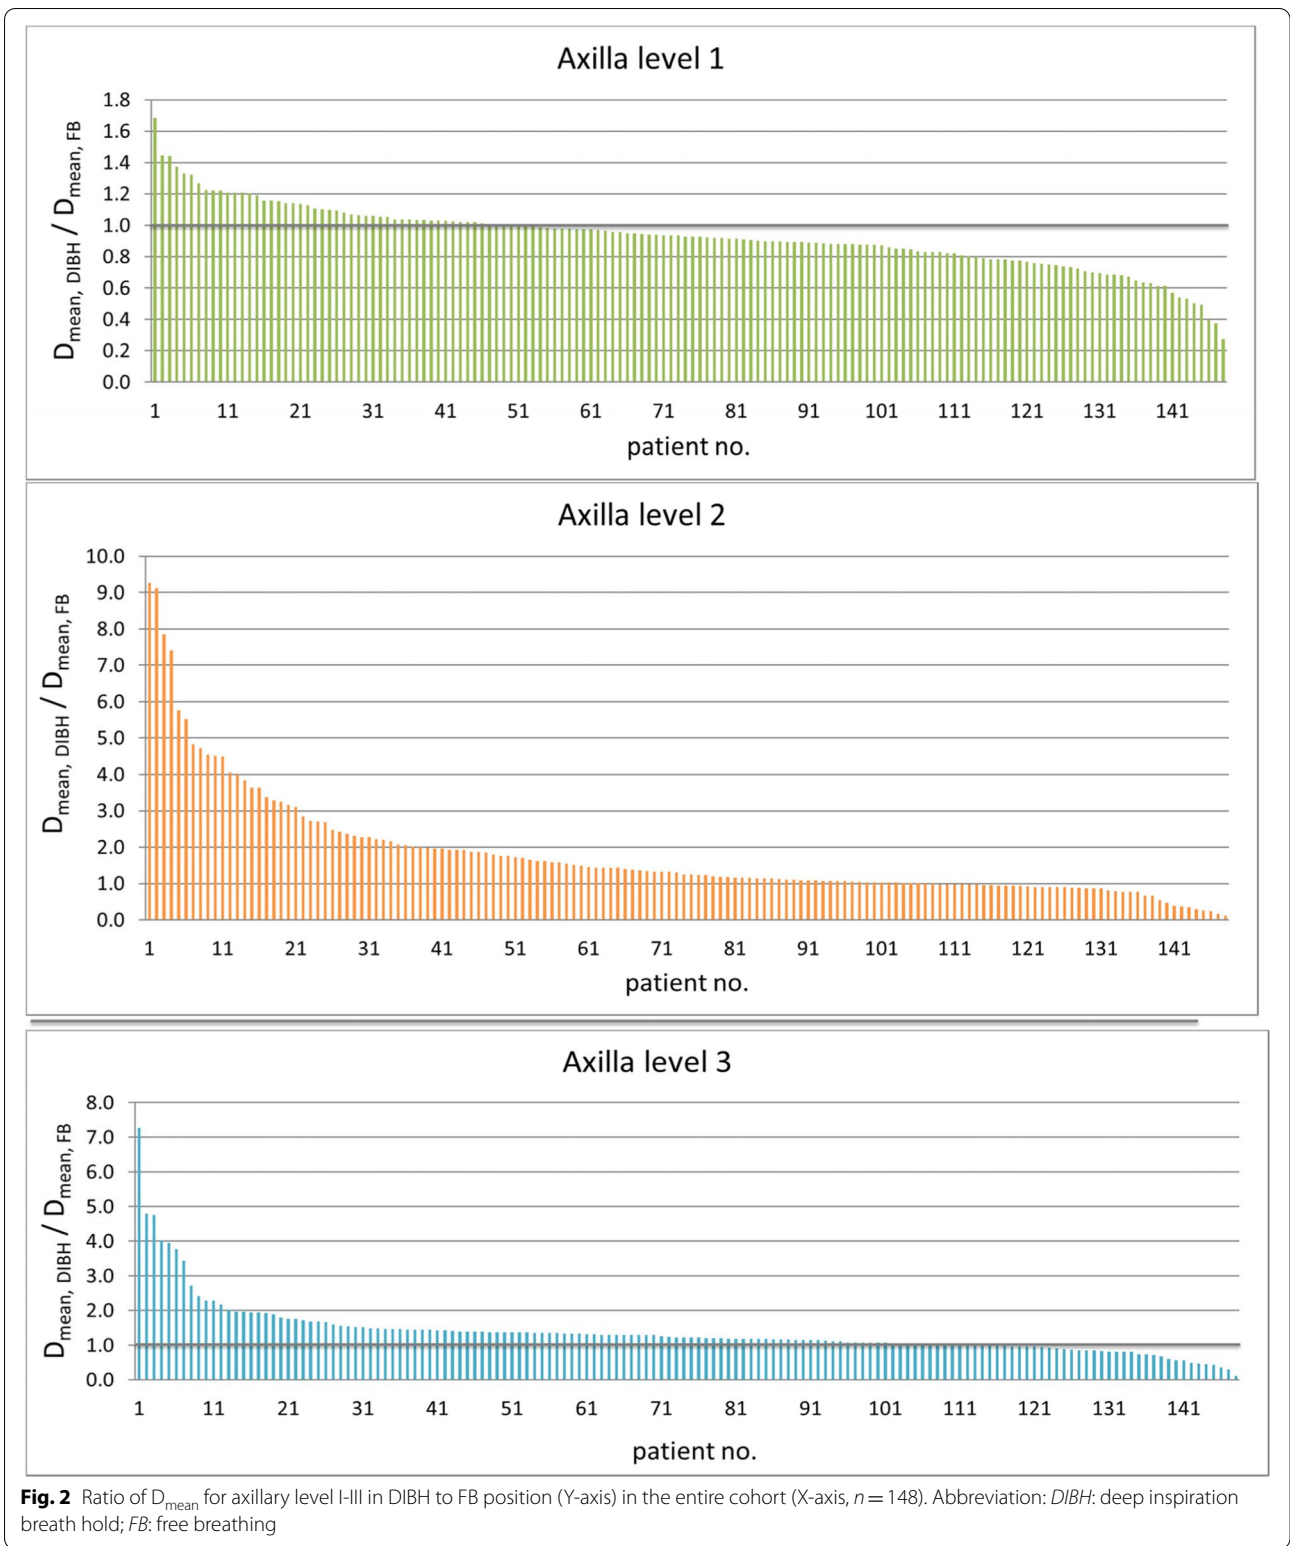 Axilla level 1
D mean, DIBH / D mean, FB
1.8
1.6
1.4
1.2
1.0
0.8
0.6
0.4
0.2
0.0
1 11 21 31 41 51 61 71 81 91 101 111 121 131 141
patient no.
Axilla level 2
D mean, DIBH / D mean, FB
10.0
9.0
8.0
7.0
6.0
5.0
4.0
3.0
2.0
1.0
0.0
1 11 21 31 41 51 61 71 81 91 101 111 121 131 141
patient no.
Axilla level 3
D mean, DIBH / D mean, FB
8.0
7.0
6.0
5.0
4.0
3.0
2.0
1.0
0.0
1 11 21 31 41 51 61 71 81 91 101 111 121 131 141
patient no.
Fig. 2 Ratio of Dmean for axillary level I-III in DIBH to FB position (Y-axis) in the entire cohort (X-axis, n = 148). Abbreviation: DIBH: deep inspiration
breath hold; FB: free breathing